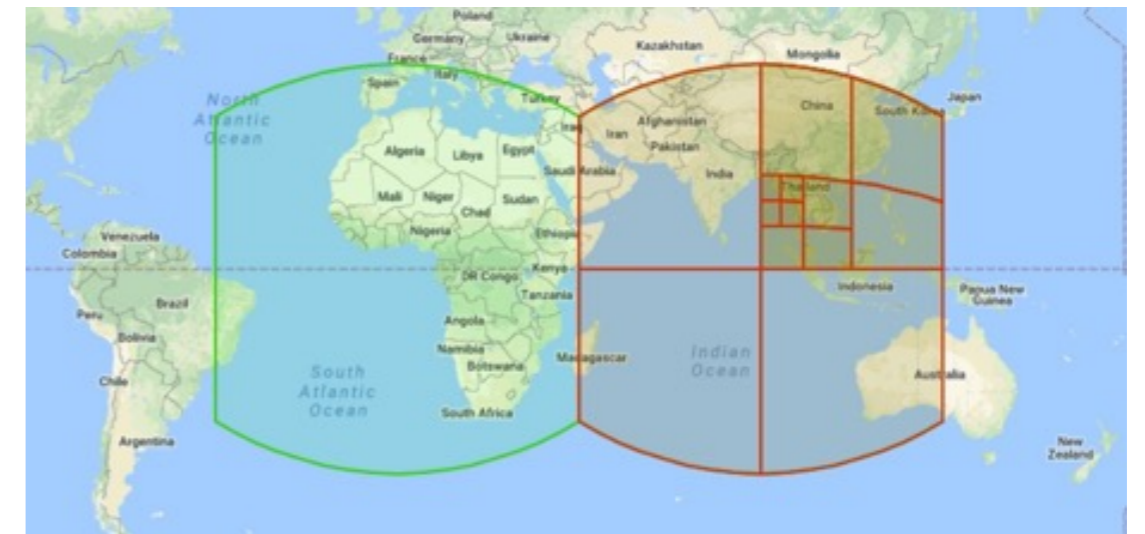 Poland
Germany
Ukraine
Kazakhstan
Mongolia
France
Spain
Italy
Turkey
North
Atlantic
Ocean
China
South Korea
Japan
Iraq
Iran
Afghanistan
Pakistan
Algeria
Libya
Egypt
Saudi Arabia
India
Mali
Niger
Chad
Sudan
Thailand
Nigeria
Ethiopia
Venezuela
Colombia
DR Congo
Kenya
Indonesia
Papua New
Guinea
Brazil
Tanzania
Peru
Angola
Bolivia
Namibia
Botswana
Madagascar
Indian
Ocean
Chile
South
Atlantic
Ocean
Australia
South Africa
Argentina
New
Zealand